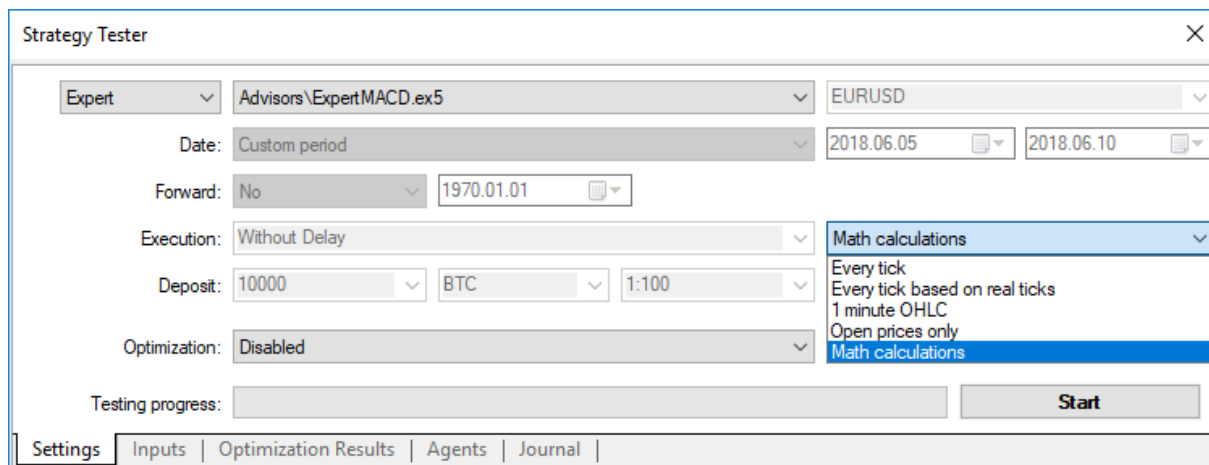 Strategy Tester
Expert Advisors\ExpertMACD.ex5 EURUSD
Date: Custom period 2018.06.05 2018.06.10
Forward: No 1970.01.01
Execution: Without Delay Math calculations
Every tick
Deposit: 10000 BTC 1:100
Every tick based on real ticks
1 minute OHLC
Open prices only
Optimization: Disabled
Math calculations
Testing progress: Start
Settings Inputs Optimization Results Agents Journal